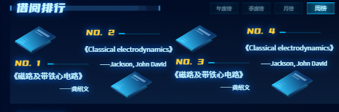 借阅排行
年度榜
季度榜
月榜
周榜
NO. 1
《磁路及带铁心电路》
——龚绍文
NO. 2
《Classical electrodynamics》
——Jackson, John David
NO. 3
《磁路及带铁心电路》
——龚绍文
NO. 4
《Classical electrodynamics》
——Jackson, John David